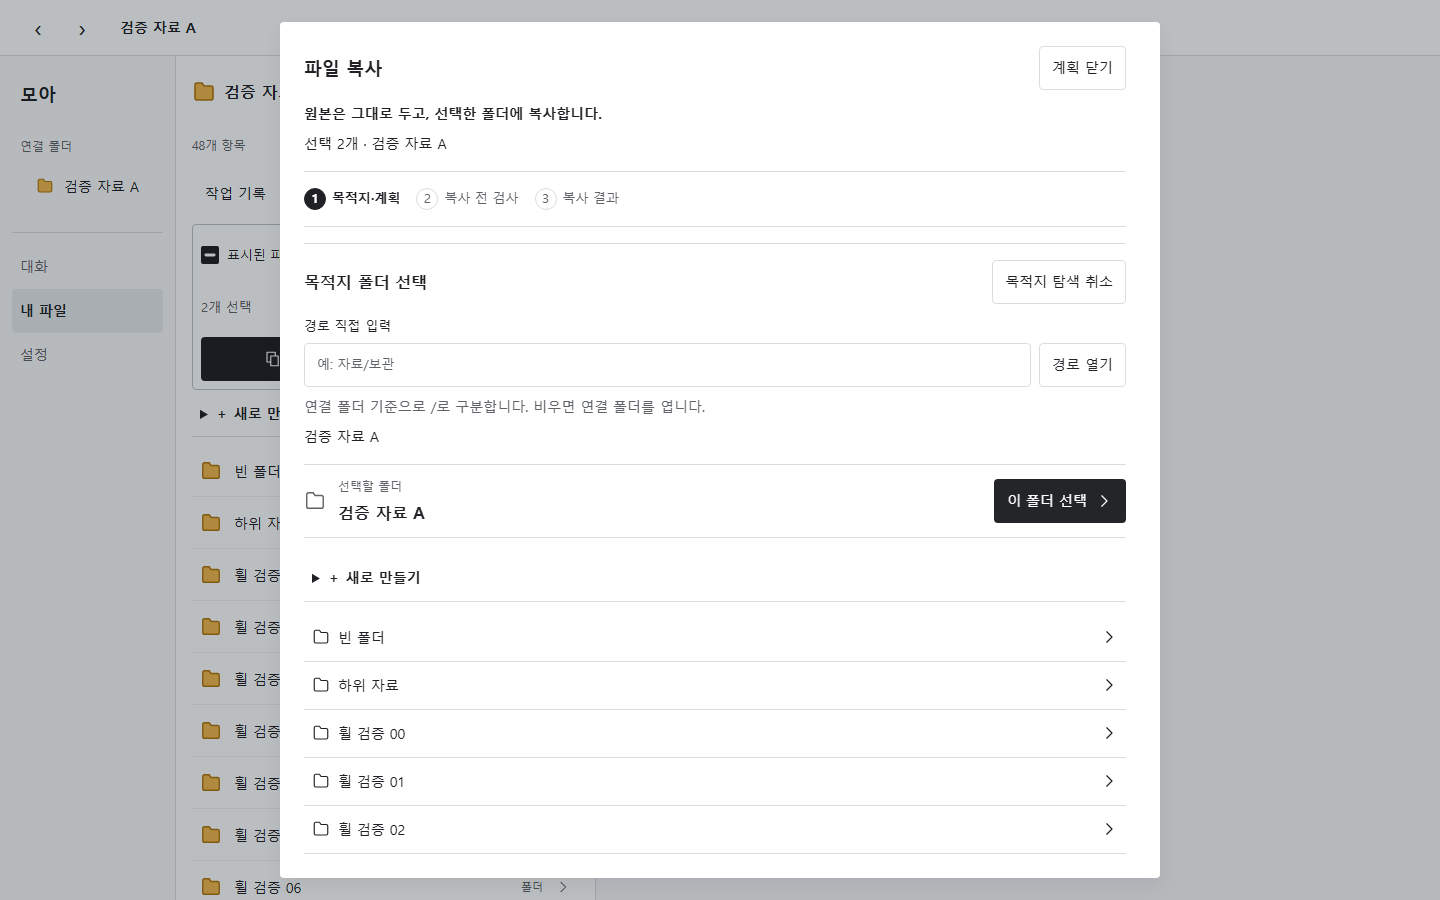 검증 자료 A
모아
연결 폴더
검증 자료 A
대화
내 파일
설정
검증 자
48개 항목
작업 기록
표시된
2개 선택
+ 새로 만
빈 폴더
하위 자
휠 검증
휠 검증
휠 검증
휠 검증
휠 검증
휠 검증
휠 검증 06
폴더
파일 복사
계획 닫기
원본은 그대로 두고, 선택한 폴더에 복사합니다.
선택 2개 · 검증 자료 A
1 목적지·계획
2 복사 전 검사
3 복사 결과
목적지 폴더 선택
목적지 탐색 취소
경로 직접 입력
예: 자료/보관
경로 열기
연결 폴더 기준으로 /로 구분합니다. 비우면 연결 폴더를 엽니다.
검증 자료 A
선택할 폴더
검증 자료 A
이 폴더 선택
+ 새로 만들기
빈 폴더
하위 자료
휠 검증 00
휠 검증 01
휠 검증 02